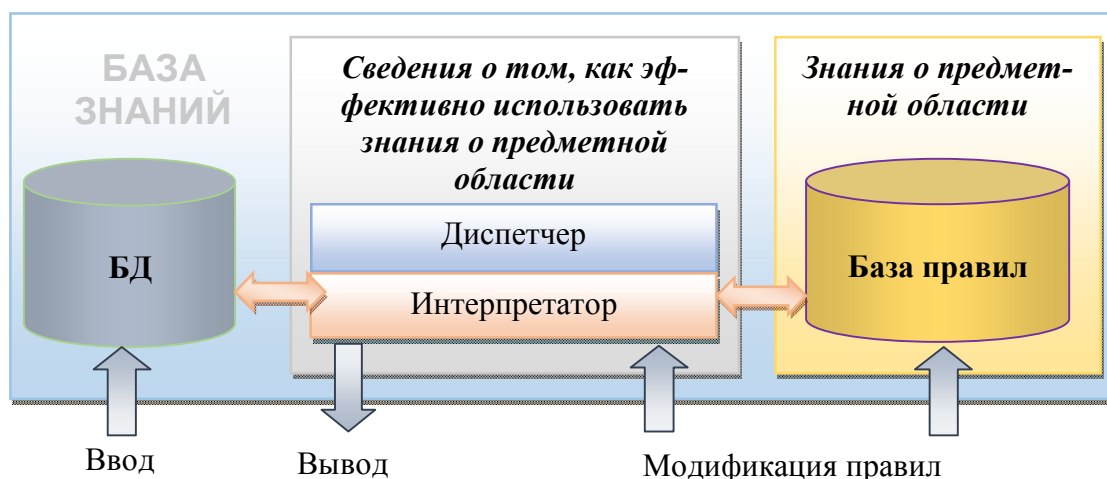 БАЗА
ЗНАНИЙ
Сведения о том, как эф-
фективно использовать
знания о предметной
области
Знания о предмет-
ной области
Диспетчер
БД
Интерпретатор
База правил
Ввод
Вывод
Модификация правил